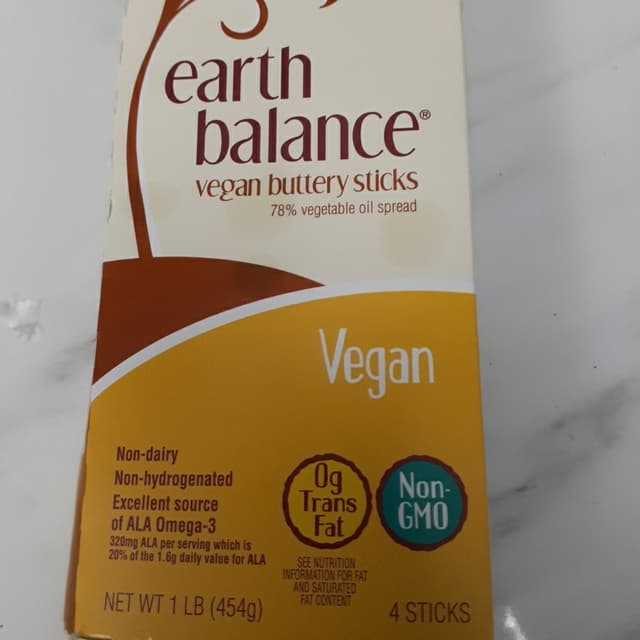 earth
balance®
vegan buttery sticks
78% vegetable oil spread
Vegan
Non-dairy
Non-hydrogenated
Excellent source
of ALA Omega-3
320mg ALA per serving which is
20% of the 1.6g daily value for ALA
0g
Trans
Fat
Non-
GMO
SEE NUTRITION
INFORMATION FOR FAT
AND SATURATED
FAT CONTENT
NET WT 1 LB (454g)
4 STICKS